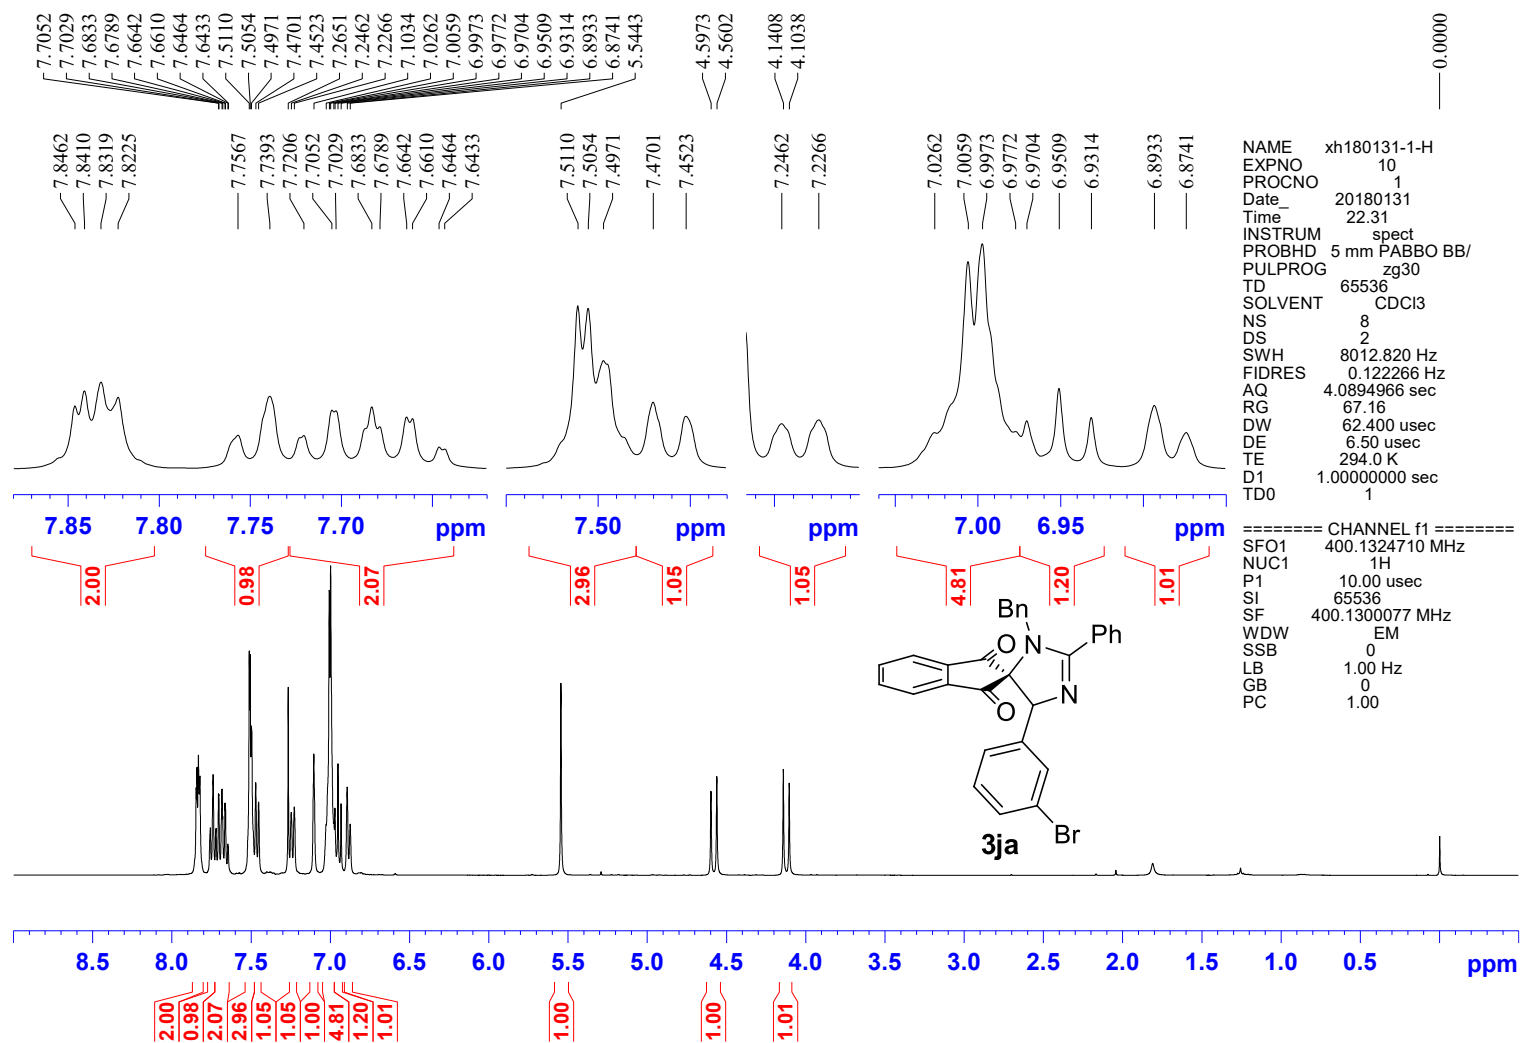 7.7052
7.7029
7.6833
7.6789
7.6642
7.6610
7.6464
7.6433
7.5110
7.5054
7.4971
7.4701
7.4523
7.2651
7.2462
7.2266
7.1034
7.0262
7.0059
6.9973
6.9772
6.9704
6.9509
6.9314
6.8933
6.8741
5.5443
4.5973
4.5602
4.1408
4.1038
0.0000
7.8462
7.8410
7.8319
7.8225
7.7567
7.7393
7.7206
7.7052
7.7029
7.6833
7.6789
7.6642
7.6610
7.6464
7.6433
7.5110
7.5054
7.4971
7.4701
7.4523
7.2462
7.2266
7.0262
7.0059
6.9973
6.9772
6.9704
6.9509
6.9314
6.8933
6.8741
NAME xh180131-1-H
EXPNO 10
PROCNO 1
Date_ 20180131
Time 22.31
INSTRUM spect
PROBHD 5 mm PABBO BB/
PULPROG zg30
TD 65536
SOLVENT CDCl3
NS 8
DS 2
SWH 8012.820 Hz
FIDRES 0.122266 Hz
AQ 4.0894966 sec
RG 67.16
DW 62.400 usec
DE 6.50 usec
TE 294.0 K
D1 1.00000000 sec
TD0 1
======== CHANNEL f1 ========
SFO1 400.1324710 MHz
NUC1 1H
P1 10.00 usec
SI 65536
SF 400.1300077 MHz
WDW EM
SSB 0
LB 1.00 Hz
GB 0
PC 1.00
7.85 7.80 7.75 7.70 ppm
7.50 ppm
ppm
7.00 6.95 ppm
2.00
0.98
2.07
2.96
1.05
1.05
4.81
1.20
1.01
Bn
O
N
Ph
N
O
Br
3ja
8.5 8.0 7.5 7.0 6.5 6.0 5.5 5.0 4.5 4.0 3.5 3.0 2.5 2.0 1.5 1.0 0.5 ppm
2.00
0.98
2.07
2.96
1.05
1.05
1.00
4.81
1.20
1.01
1.00
1.00
1.01